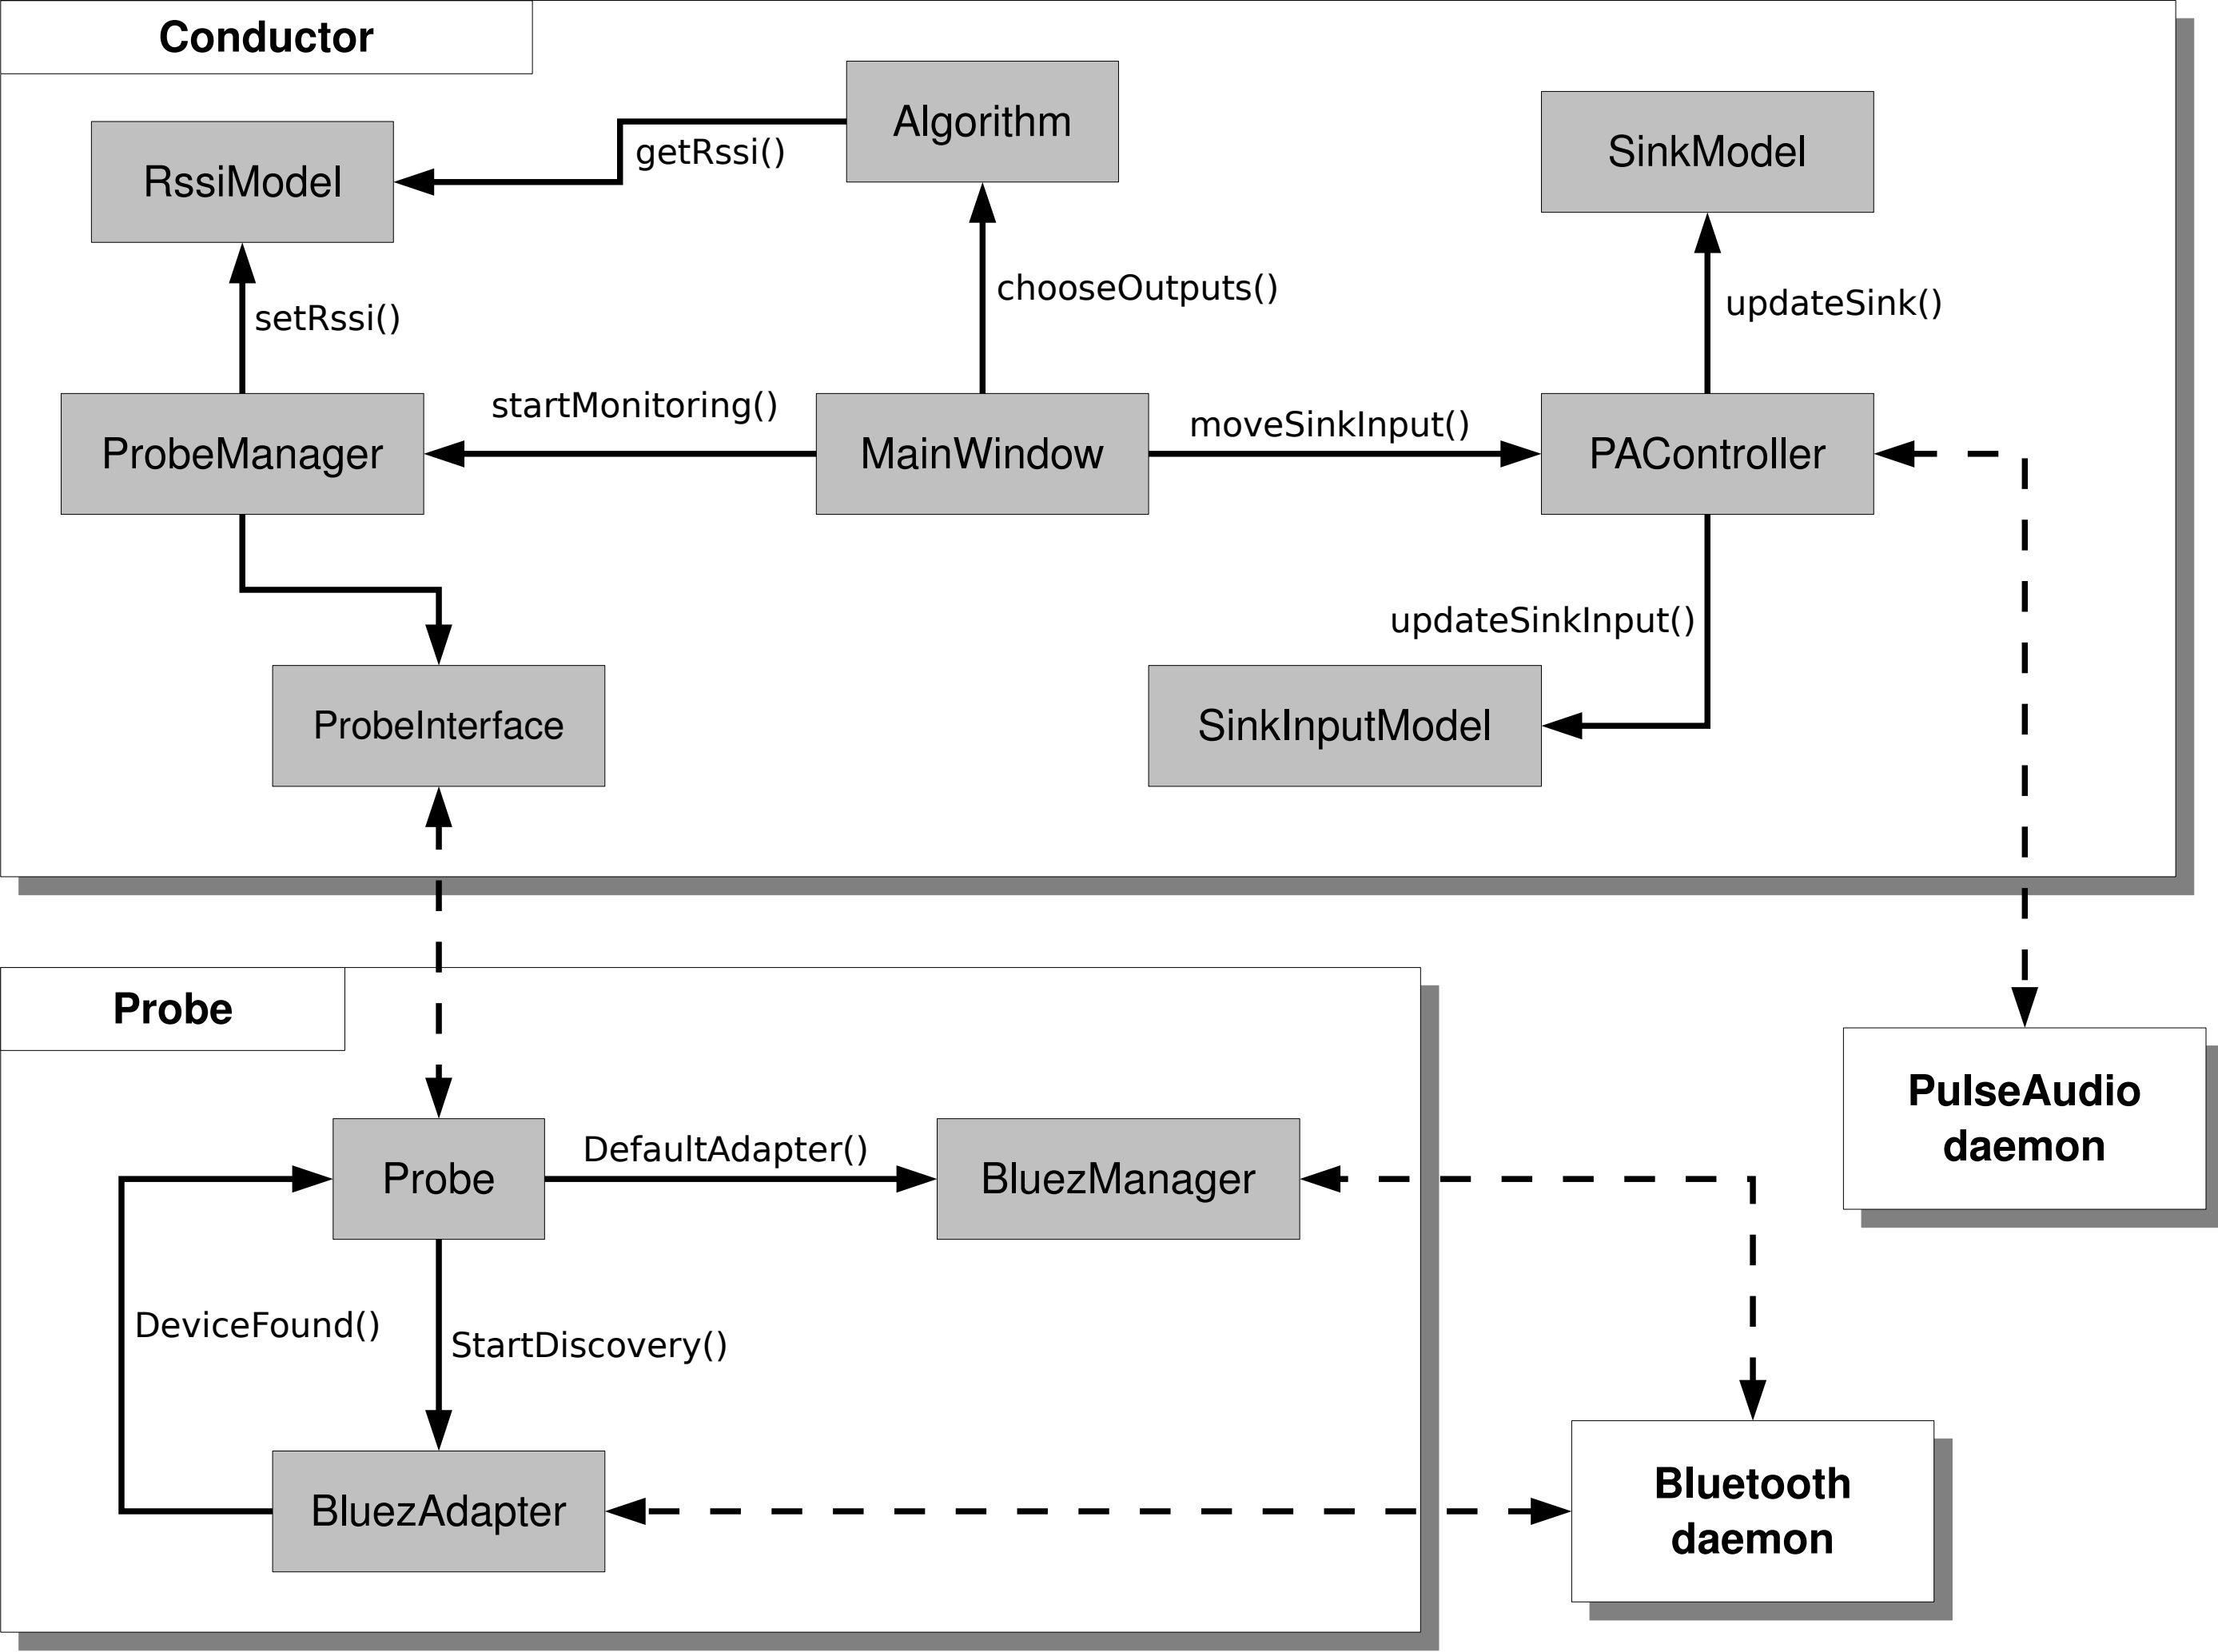 Conductor
Algorithm
SinkModel
RssiModel
getRssi()
chooseOutputs()
updateSink()
setRssi()
startMonitoring()
moveSinkInput()
ProbeManager
MainWindow
PAController
updateSinkInput()
ProbeInterface
SinkInputModel
Probe
PulseAudio
daemon
DefaultAdapter()
Probe
BluezManager
DeviceFound()
StartDiscovery()
BluezAdapter
Bluetooth
daemon